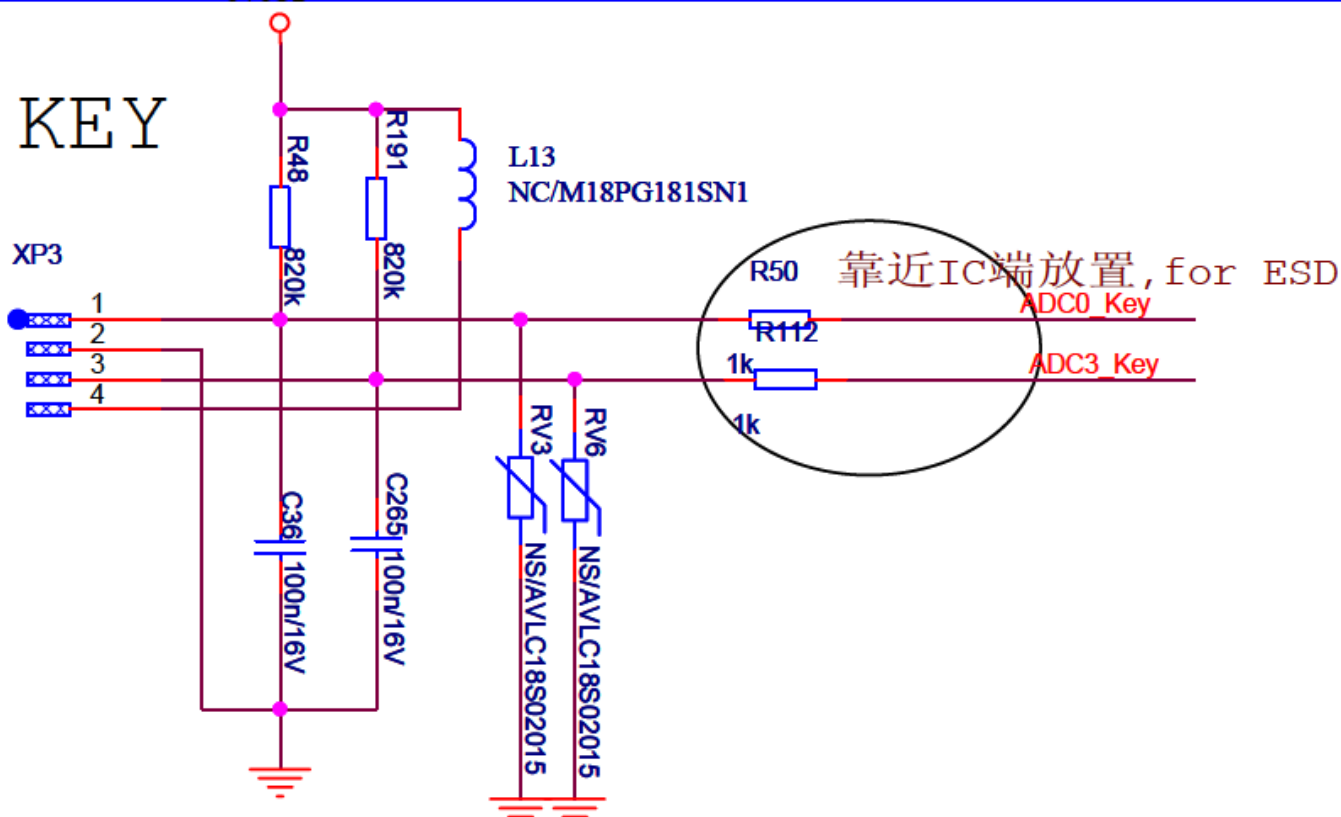 KEY
R48
820k
R191
820k
L13
NC/M18PG181SN1
XP3
1
2
3
4
R50
靠近IC端放置,for ESD
ADC0_Key
R112
1k
ADC3_Key
1k
RV3
NS/AVLC18S02015
RV6
NS/AVLC18S02015
C36
100n/16V
C265
100n/16V